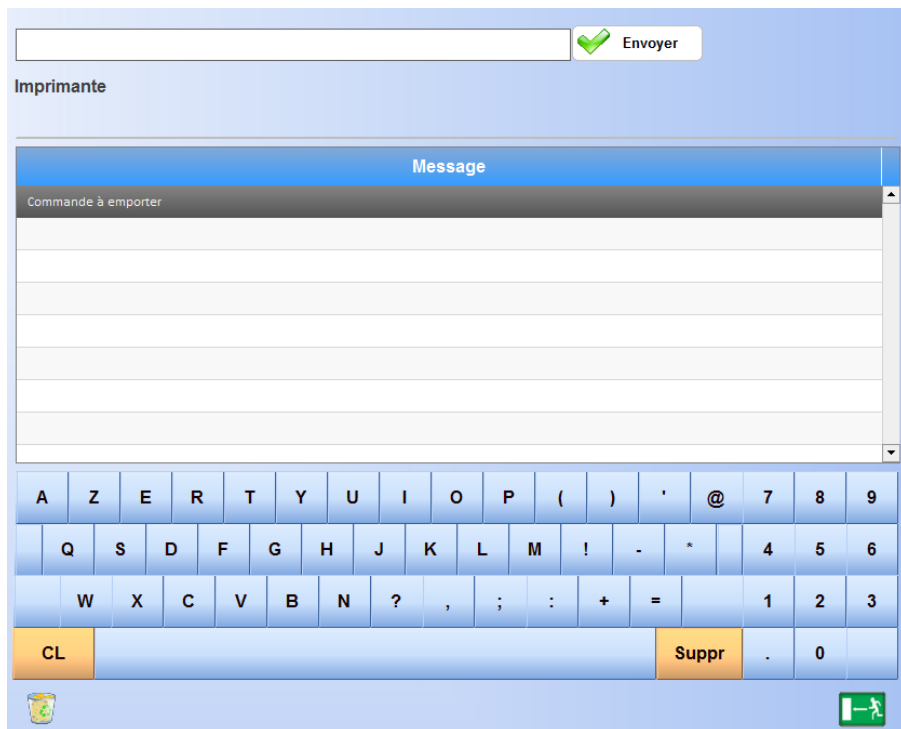 Envoyer
Imprimante
Message
Commande à emporter
A Z E R T Y U I O P ( ) ' @ 7 8 9
Q S D F G H J K L M ! - * 4 5 6
W X C V B N ? , ; : + = 1 2 3
CL Suppr . 0